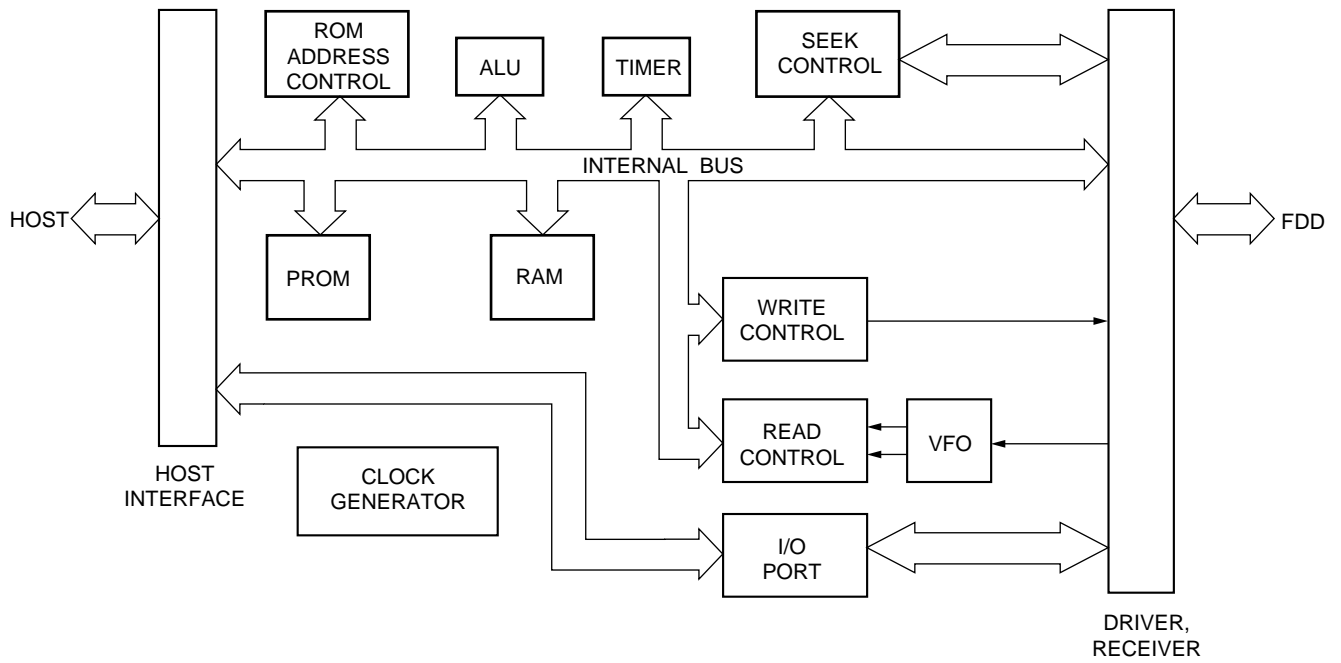 ROM
ADDRESS
CONTROL
ALU
TIMER
SEEK
CONTROL
INTERNAL BUS
HOST
FDD
PROM
RAM
WRITE
CONTROL
READ
CONTROL
VFO
HOST
INTERFACE
CLOCK
GENERATOR
I/O
PORT
DRIVER,
RECEIVER